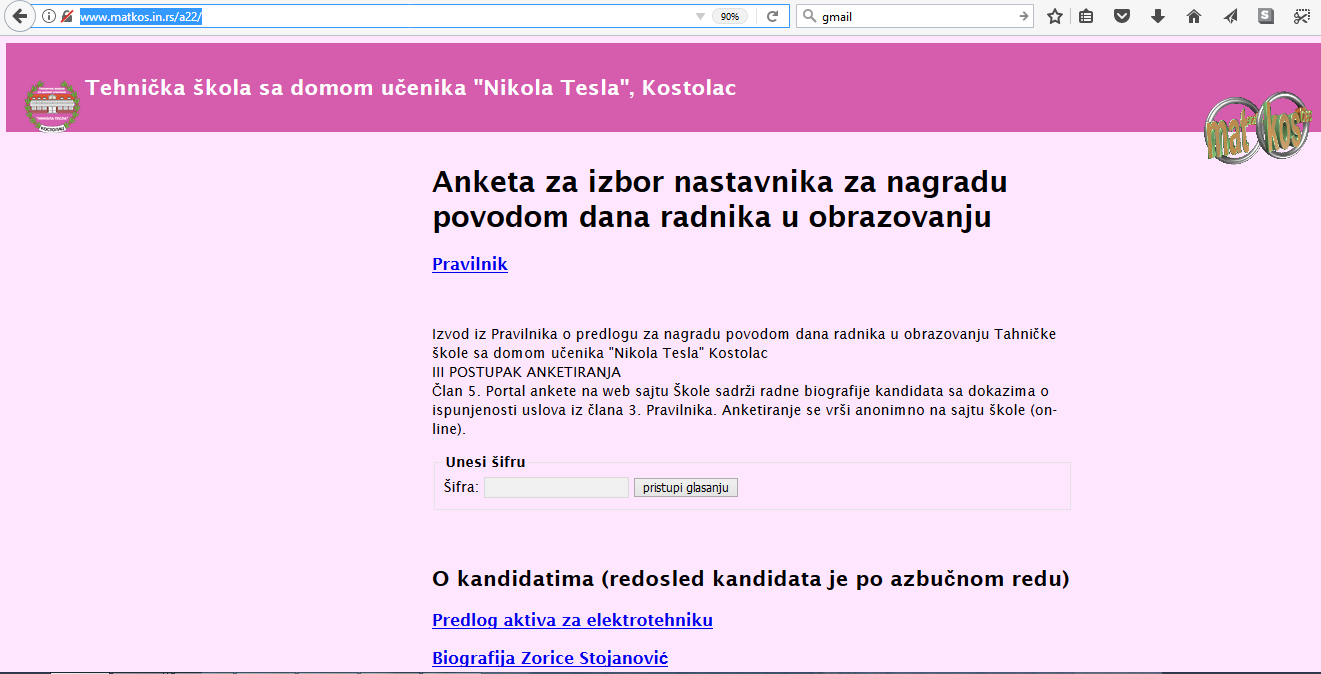 www.matkos.in.rs/a22/
90%
gmail
S
Tehnička škola sa domom učenika "Nikola Tesla", Kostolac
mat kos
Anketa za izbor nastavnika za nagradu
povodom dana radnika u obrazovanju
Pravilnik
Izvod iz Pravilnika o predlogu za nagradu povodom dana radnika u obrazovanju Tahničke
škole sa domom učenika "Nikola Tesla" Kostolac
III POSTUPAK ANKETIRANJA
Član 5. Portal ankete na web sajtu Škole sadrži radne biografije kandidata sa dokazima o
ispunjenosti uslova iz člana 3. Pravilnika. Anketiranje se vrši anonimno na sajtu škole (on-
line).
Unesi šifru
Šifra:
pristupi glasanju
O kandidatima (redosled kandidata je po azbučnom redu)
Predlog aktiva za elektrotehniku
Biografija Zorice Stojanović